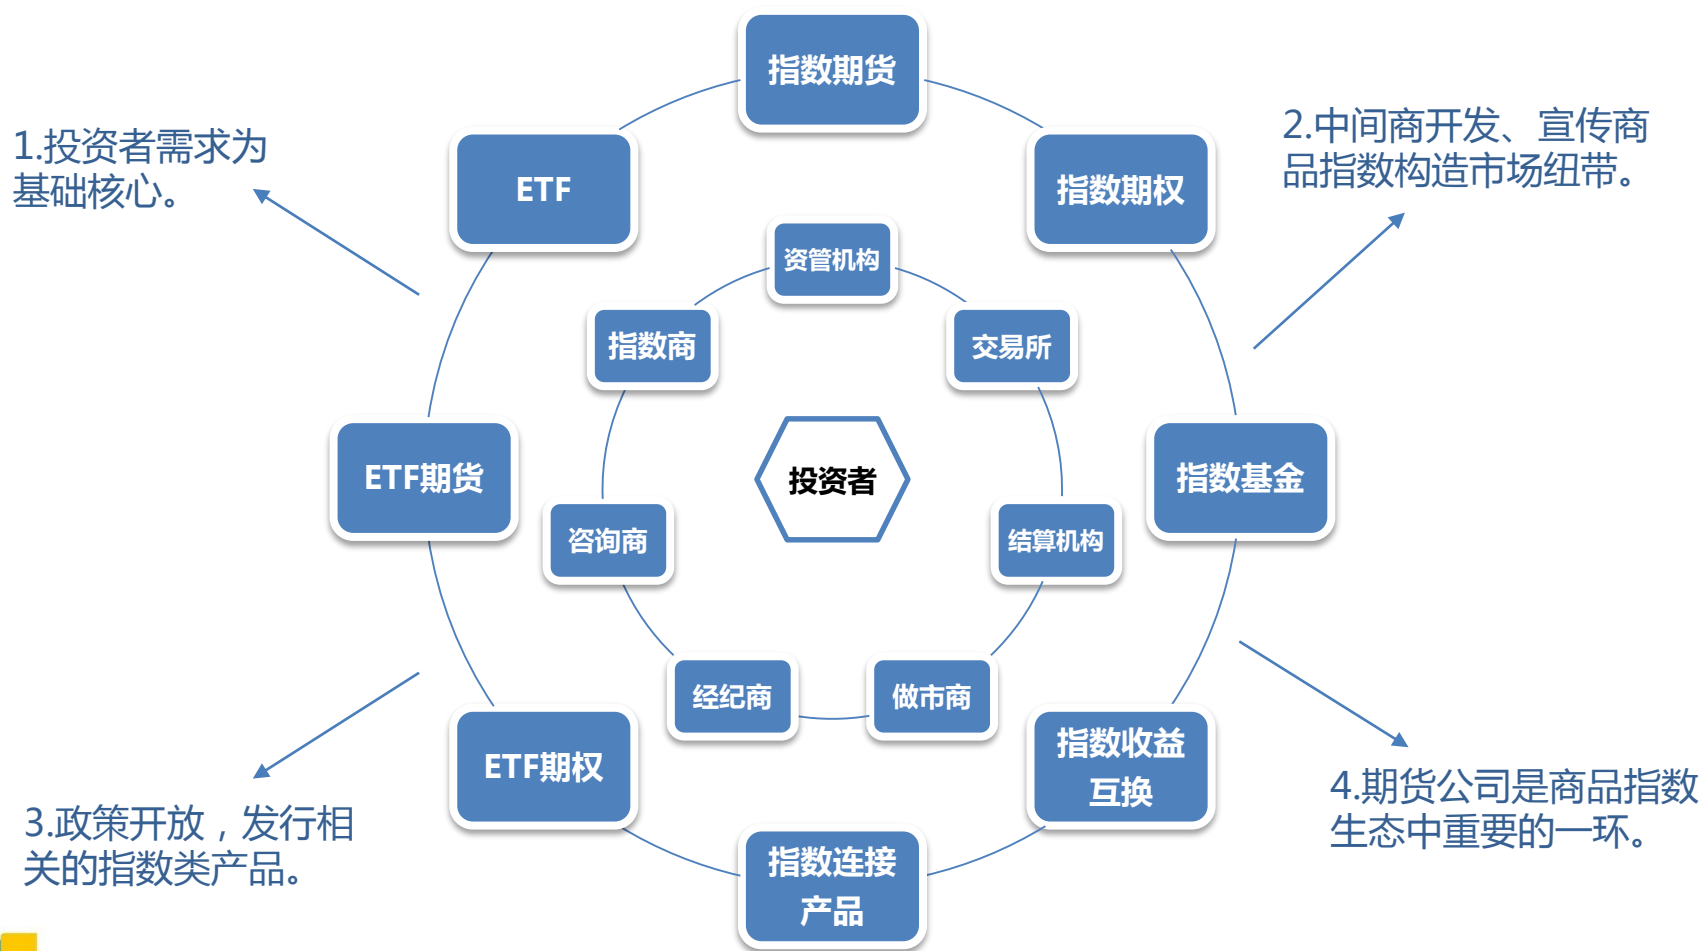 指数期货
1.投资者需求为
基础核心。
ETF
指数期权
2.中间商开发、宣传商
品指数构造市场纽带。
资管机构
指数商
交易所
ETF期货
投资者
指数基金
咨询商
结算机构
经纪商
做市商
ETF期权
指数收益
互换
3.政策开放，发行相
关的指数类产品。
4.期货公司是商品指数
生态中重要的一环。
指数连接
产品